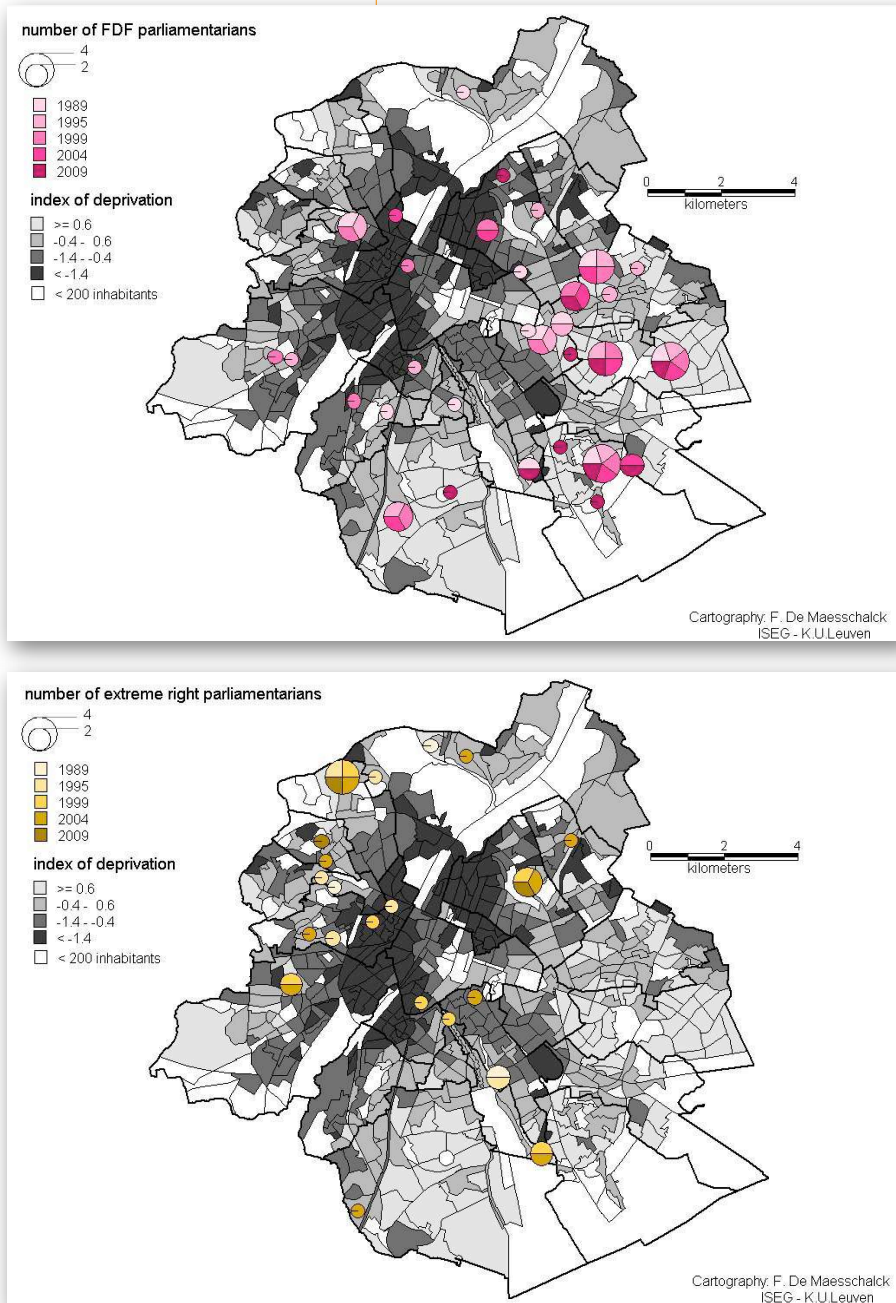 number of FDF parliamentarians
4
2
1989
1995
1999
2004
2009
index of deprivation
>= 0.6
-0.4 - 0.6
-1.4 - -0.4
< -1.4
< 200 inhabitants
0 2 4
kilometers
Cartography: F. De Maesschalck
ISEG - K.U.Leuven
number of extreme right parliamentarians
4
2
1989
1995
1999
2004
2009
index of deprivation
>= 0.6
-0.4 - 0.6
-1.4 - -0.4
< -1.4
< 200 inhabitants
0 2 4
kilometers
Cartography: F. De Maesschalck
ISEG - K.U.Leuven